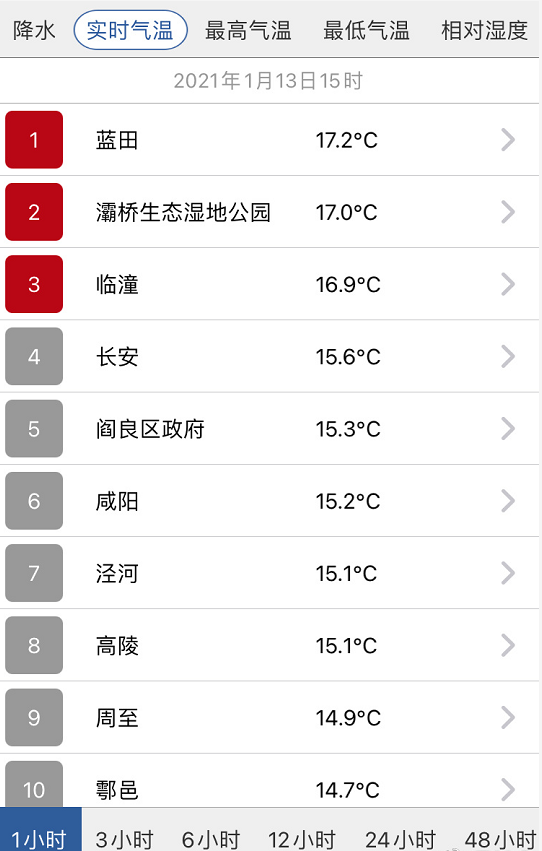 降水 实时气温 最高气温 最低气温 相对湿度
2021年1月13日15时
1 蓝田 17.2°C
2 灞桥生态湿地公园 17.0°C
3 临潼 16.9°C
4 长安 15.6°C
5 阎良区政府 15.3°C
6 咸阳 15.2°C
7 泾河 15.1°C
8 高陵 15.1°C
9 周至 14.9°C
10 鄠邑 14.7°C
1小时 3小时 6小时 12小时 24小时 48小时